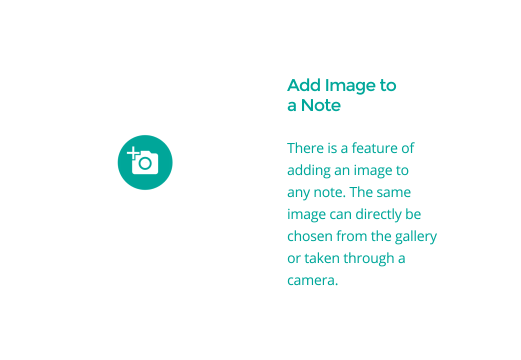 Add Image to
a Note
There is a feature of
adding an image to
any note. The same
image can directly be
chosen from the gallery
or taken through a
camera.